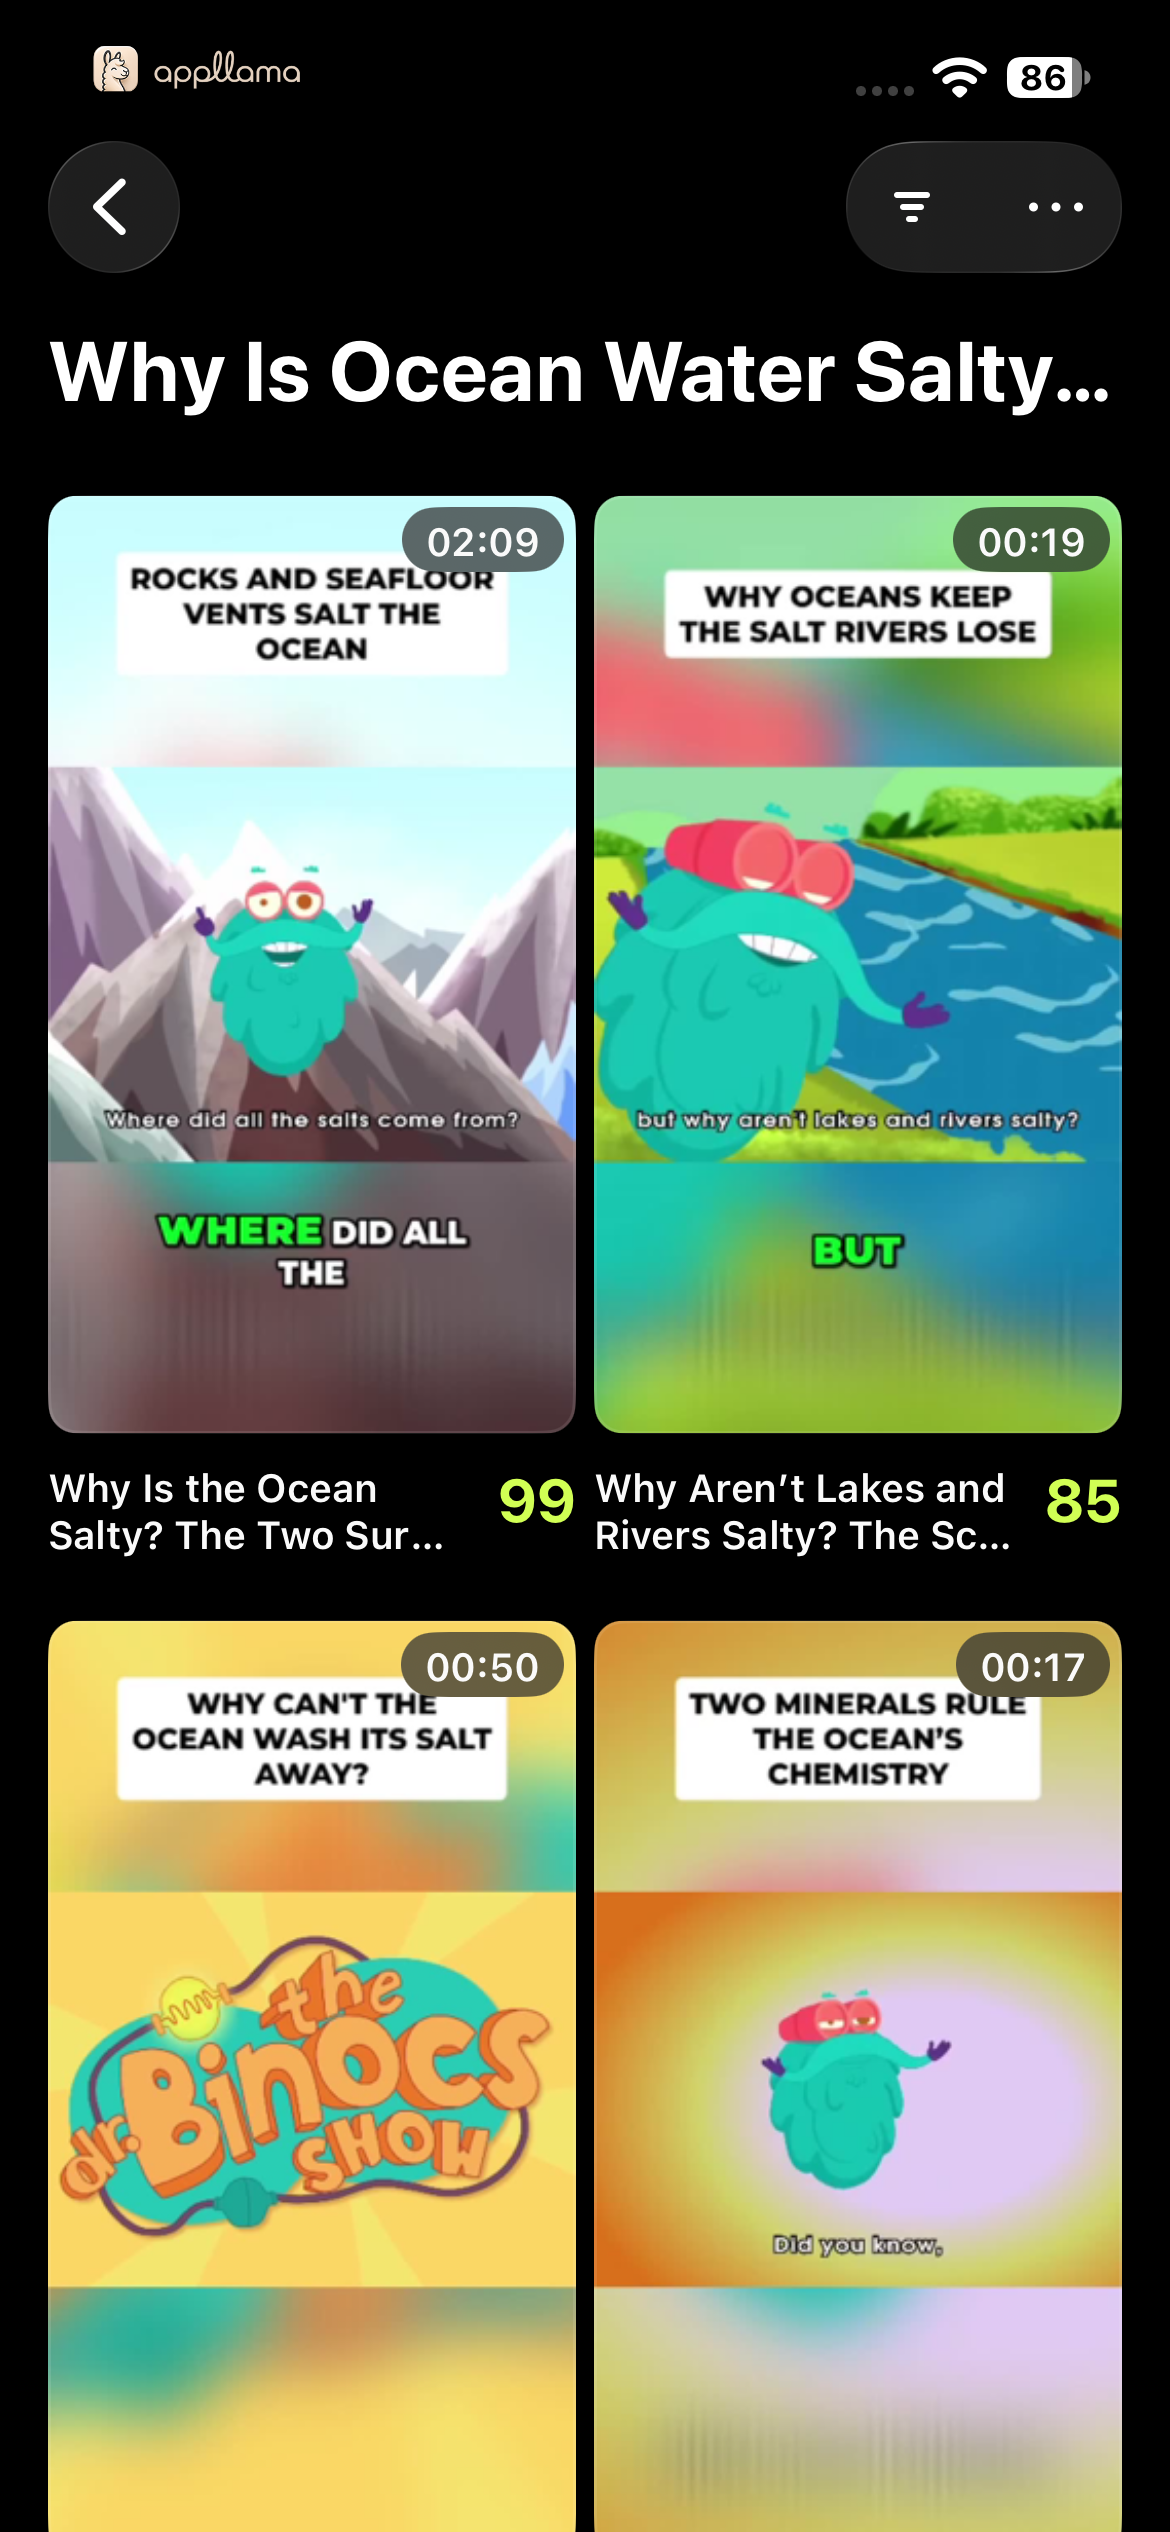 appllama
86
Why Is Ocean Water Salty...
02:09
ROCKS AND SEAFLOOR
VENTS SALT THE
OCEAN
Where did all the salts come from?
WHERE DID ALL
THE
00:19
WHY OCEANS KEEP
THE SALT RIVERS LOSE
but why aren't lakes and rivers salty?
BUT
Why Is the Ocean
Salty? The Two Sur...
99
Why Aren't Lakes and
Rivers Salty? The Sc...
85
00:50
WHY CAN'T THE
OCEAN WASH ITS SALT
AWAY?
the
dr. Binocs
SHOW
00:17
TWO MINERALS RULE
THE OCEAN'S
CHEMISTRY
Did you know,